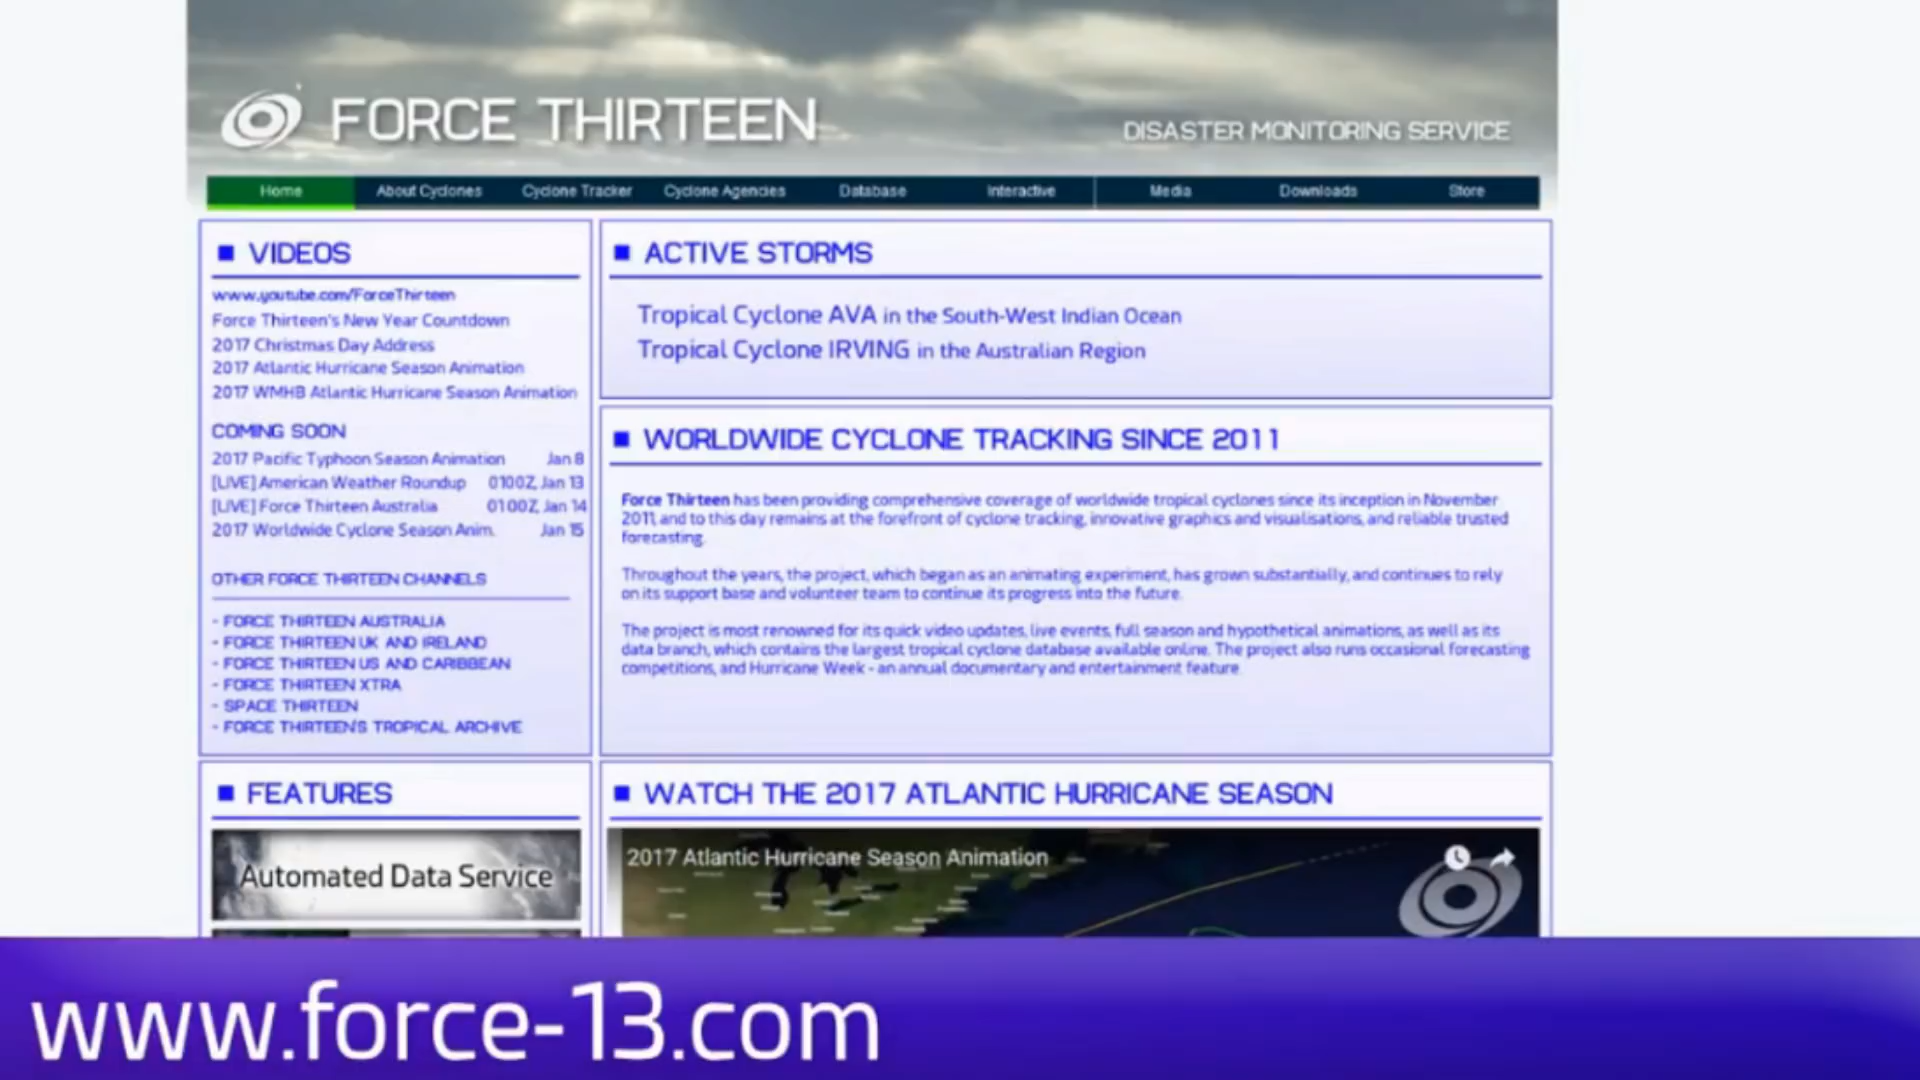 FORCE THIRTEEN
DISASTER MONITORING SERVICE
Home About Cyclones Cyclone Tracker Cyclone Agencies Database Interactive Media Downloads Store
VIDEOS
www.youtube.com/ForceThirteen
Force Thirteen's New Year Countdown
2017 Christmas Day Address
2017 Atlantic Hurricane Season Animation
2017 WMHB Atlantic Hurricane Season Animation
COMING SOON
2017 Pacific Typhoon Season Animation Jan 8
[LIVE] American Weather Roundup 0100Z, Jan 13
[LIVE] Force Thirteen Australia 0100Z, Jan 14
2017 Worldwide Cyclone Season Anim. Jan 15
OTHER FORCE THIRTEEN CHANNELS
- FORCE THIRTEEN AUSTRALIA
- FORCE THIRTEEN UK AND IRELAND
- FORCE THIRTEEN US AND CARIBBEAN
- FORCE THIRTEEN XTRA
- SPACE THIRTEEN
- FORCE THIRTEEN'S TROPICAL ARCHIVE
ACTIVE STORMS
Tropical Cyclone AVA in the South-West Indian Ocean
Tropical Cyclone IRVING in the Australian Region
WORLDWIDE CYCLONE TRACKING SINCE 2011
Force Thirteen has been providing comprehensive coverage of worldwide tropical cyclones since its inception in November
2011, and to this day remains at the forefront of cyclone tracking, innovative graphics and visualisations, and reliable trusted
forecasting.
Throughout the years, the project, which began as an animating experiment, has grown substantially, and continues to rely
on its support base and volunteer team to continue its progress into the future.
The project is most renowned for its quick video updates, live events, full season and hypothetical animations, as well as its
data branch, which contains the largest tropical cyclone database available online. The project also runs occasional forecasting
competitions, and Hurricane Week - an annual documentary and entertainment feature.
FEATURES
Automated Data Service
WATCH THE 2017 ATLANTIC HURRICANE SEASON
2017 Atlantic Hurricane Season Animation
www.force-13.com